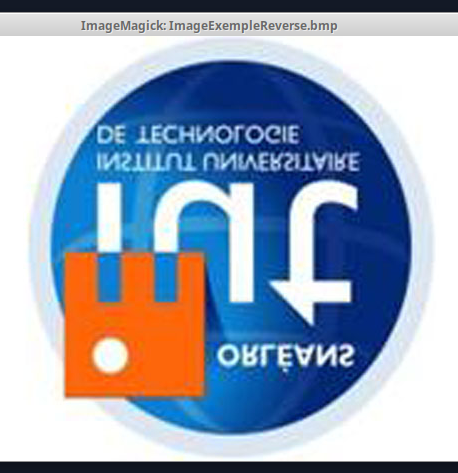 ImageMagick: ImageExempleReverse.bmp
DE TECHNOLOGIE
INSTITUT UNIVERSITAIRE
iut
ORLÉANS